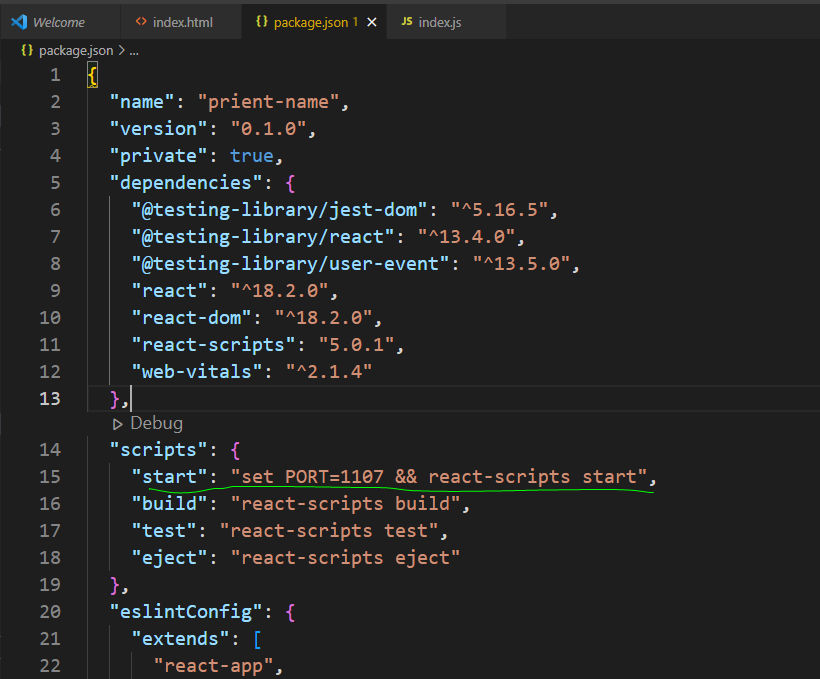 Welcome index.html package.json 1 index.js
package.json > ...
1 {
2 "name": "prient-name",
3 "version": "0.1.0",
4 "private": true,
5 "dependencies": {
6 "@testing-library/jest-dom": "^5.16.5",
7 "@testing-library/react": "^13.4.0",
8 "@testing-library/user-event": "^13.5.0",
9 "react": "^18.2.0",
10 "react-dom": "^18.2.0",
11 "react-scripts": "5.0.1",
12 "web-vitals": "^2.1.4"
13 },
Debug
14 "scripts": {
15 "start": "set PORT=1107 && react-scripts start",
16 "build": "react-scripts build",
17 "test": "react-scripts test",
18 "eject": "react-scripts eject"
19 },
20 "eslintConfig": {
21 "extends": [
22 "react-app",